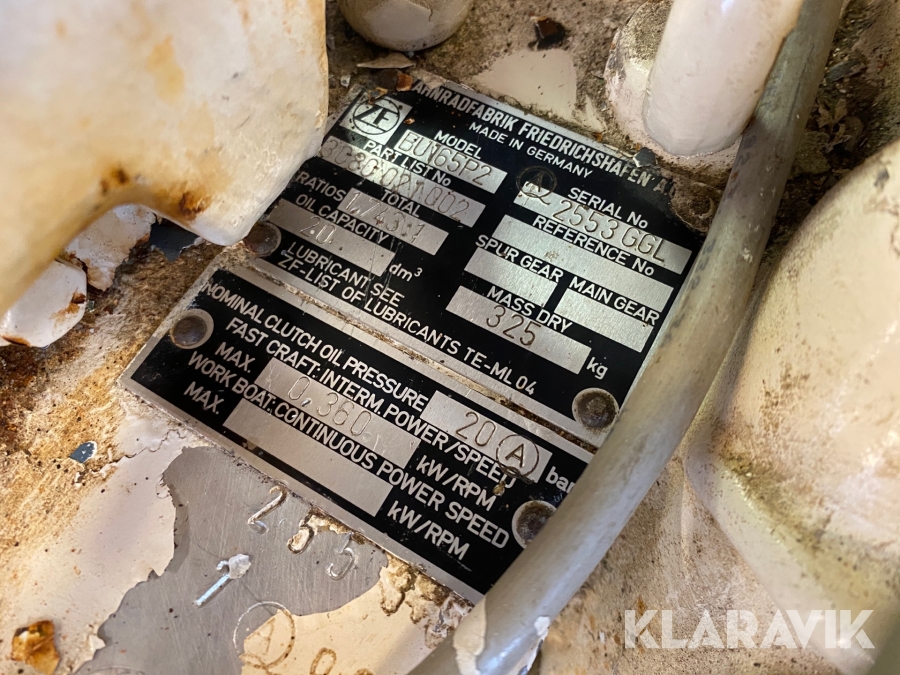 ZAHNRADFABRIK FRIEDRICHSHAFEN AG
MADE IN GERMANY
ZF
MODEL
BU165P2
PART LIST No
SERIAL No
2553 GGL
TOTAL
RATIOS
REFERENCE No
OIL CAPACITY
dm³
SPUR GEAR
MAIN GEAR
LUBRICANT SEE
ZF-LIST OF LUBRICANTS TE-ML 04
MASS DRY
325
kg
NOMINAL CLUTCH OIL PRESSURE
20
A
bar
FAST CRAFT: INTERM. POWER/SPEED
MAX
0,360
kW/RPM
WORK BOAT: CONTINUOUS POWER SPEED
MAX
kW/RPM
255
KLARAVIK